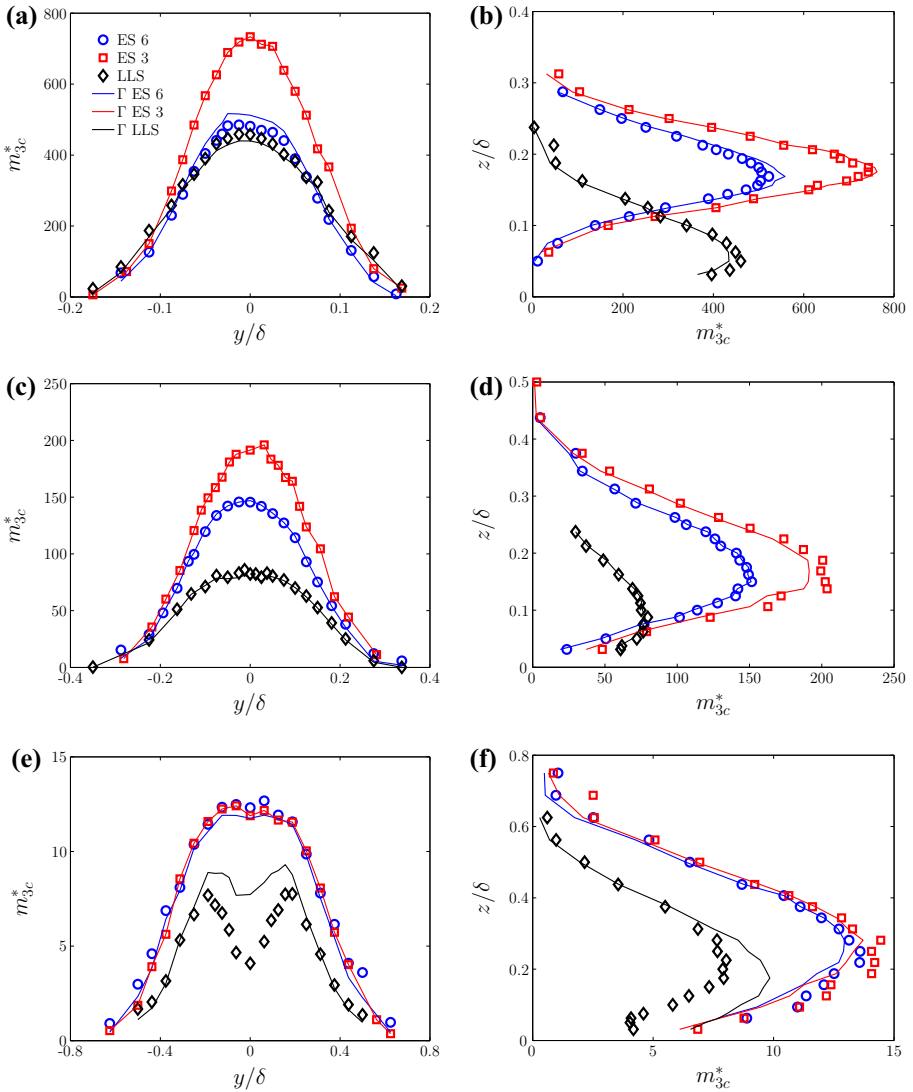 (a)
800
600
400
200
0
m*3c
-0.2
-0.1
0
0.1
0.2
y/δ
ES 6
ES 3
LLS
Γ ES 6
Γ ES 3
Γ LLS
(b)
0.4
0.3
0.2
0.1
0
z/δ
0
200
400
600
800
m*3c
(c)
250
200
150
100
50
0
m*3c
-0.4
-0.2
0
0.2
0.4
y/δ
(d)
0.5
0.4
0.3
0.2
0.1
0
z/δ
0
50
100
150
200
250
m*3c
(e)
15
10
5
0
m*3c
-0.8
-0.4
0
0.4
0.8
y/δ
(f)
0.8
0.6
0.4
0.2
0
z/δ
0
5
10
15
m*3c